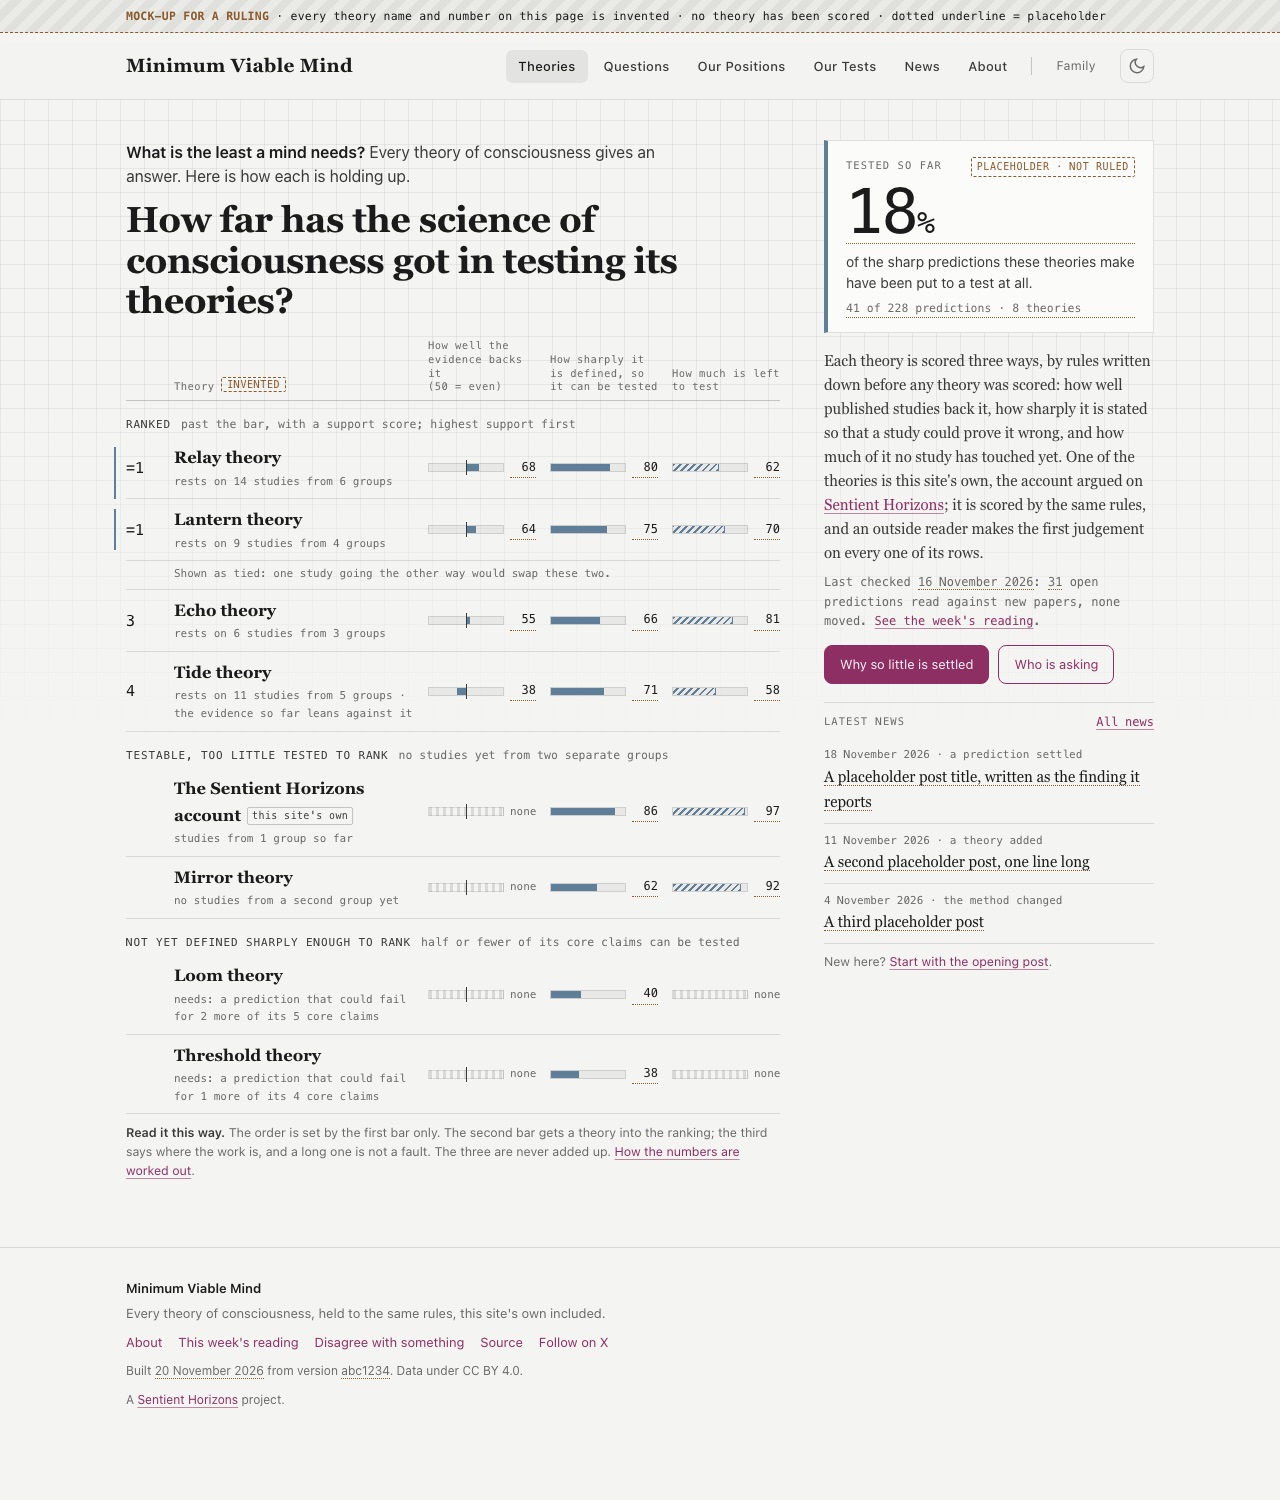 MOCK-UP FOR A RULING · every theory name and number on this page is invented · no theory has been scored · dotted underline = placeholder
Minimum Viable Mind
Theories Questions Our Positions Our Tests News About Family
What is the least a mind needs? Every theory of consciousness gives an
answer. Here is how each is holding up.
How far has the science of
consciousness got in testing its
theories?
Theory INVENTED
How well the
evidence backs
it
(50 = even)
How sharply it
is defined, so
it can be tested
How much is left
to test
RANKED past the bar, with a support score; highest support first
=1 Relay theory 68 80 62
rests on 14 studies from 6 groups
=1 Lantern theory 64 75 70
rests on 9 studies from 4 groups
Shown as tied: one study going the other way would swap these two.
3 Echo theory 55 66 81
rests on 6 studies from 3 groups
4 Tide theory 38 71 58
rests on 11 studies from 5 groups ·
the evidence so far leans against it
TESTABLE, TOO LITTLE TESTED TO RANK no studies yet from two separate groups
The Sentient Horizons
account this site's own none 86 97
studies from 1 group so far
Mirror theory none 62 92
no studies from a second group yet
NOT YET DEFINED SHARPLY ENOUGH TO RANK half or fewer of its core claims can be tested
Loom theory none 40 none
needs: a prediction that could fail
for 2 more of its 5 core claims
Threshold theory none 38 none
needs: a prediction that could fail
for 1 more of its 4 core claims
Read it this way. The order is set by the first bar only. The second bar gets a theory into the ranking; the third
says where the work is, and a long one is not a fault. The three are never added up. How the numbers are
worked out.
TESTED SO FAR PLACEHOLDER · NOT RULED
18%
of the sharp predictions these theories make
have been put to a test at all.
41 of 228 predictions · 8 theories
Each theory is scored three ways, by rules written
down before any theory was scored: how well
published studies back it, how sharply it is stated
so that a study could prove it wrong, and how
much of it no study has touched yet. One of the
theories is this site's own, the account argued on
Sentient Horizons; it is scored by the same rules,
and an outside reader makes the first judgement
on every one of its rows.
Last checked 16 November 2026: 31 open
predictions read against new papers, none
moved. See the week's reading.
Why so little is settled Who is asking
LATEST NEWS All news
18 November 2026 · a prediction settled
A placeholder post title, written as the finding it
reports
11 November 2026 · a theory added
A second placeholder post, one line long
4 November 2026 · the method changed
A third placeholder post
New here? Start with the opening post.
Minimum Viable Mind
Every theory of consciousness, held to the same rules, this site's own included.
About This week's reading Disagree with something Source Follow on X
Built 20 November 2026 from version abc1234. Data under CC BY 4.0.
A Sentient Horizons project.